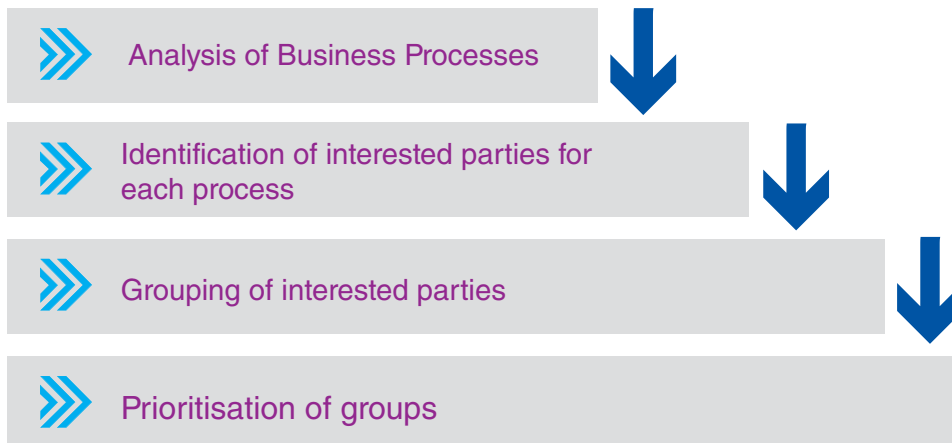 Analysis of Business Processes
Identification of interested parties for
each process
Grouping of interested parties
Prioritisation of groups